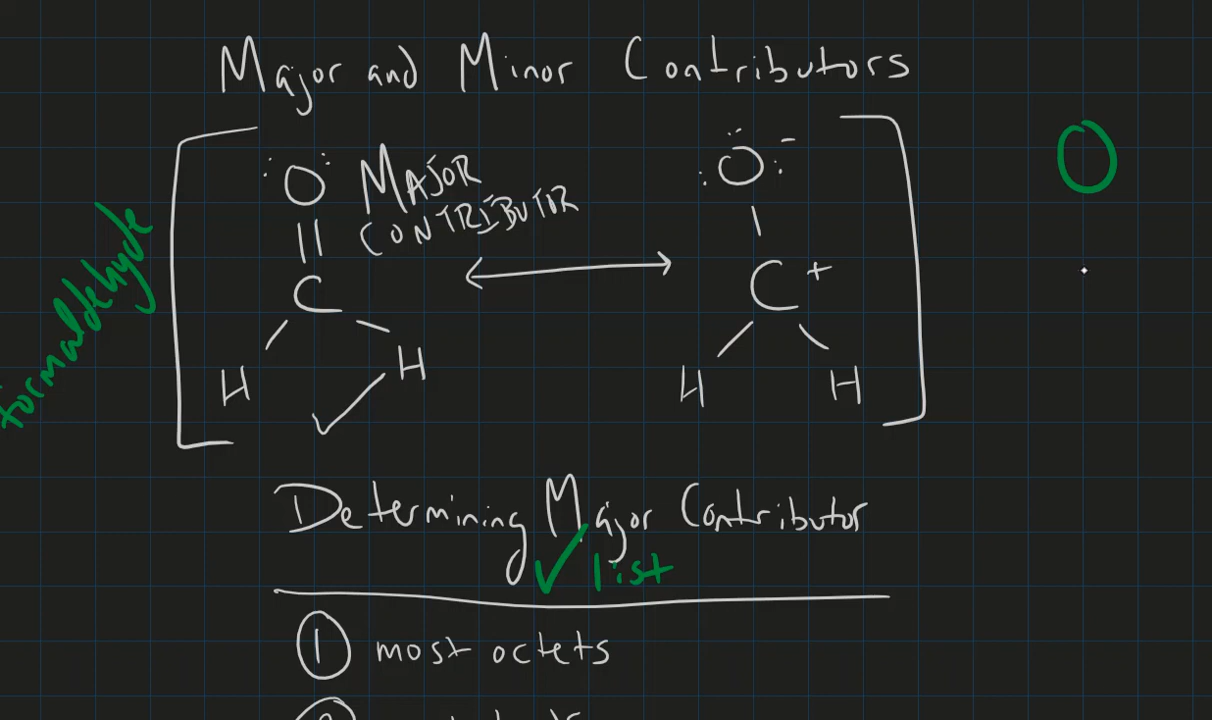 Major and Minor Contributors
:O: MAJOR
CONTRIBUTOR
||
C
H H
formaldehyde
:Ö:⁻
|
C+
H H
O
Determining Major Contributor
✓ list
① most octets